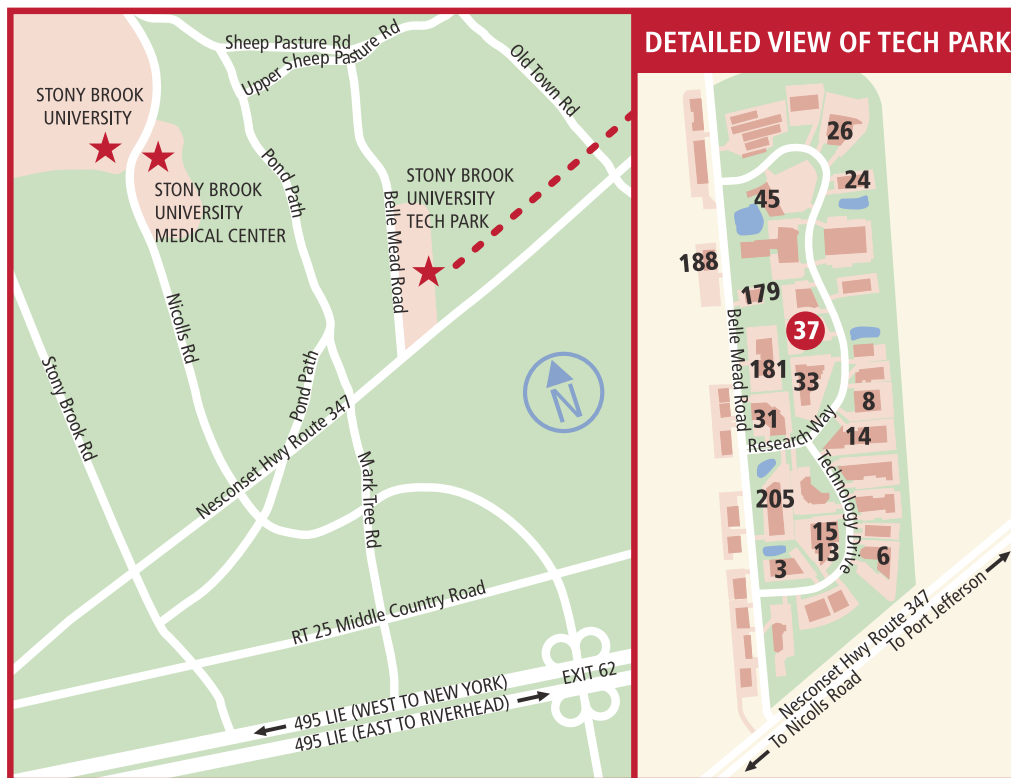 Sheep Pasture Rd
Upper Sheep Pasture Rd
Old Town Rd
STONY BROOK
UNIVERSITY
STONY BROOK
UNIVERSITY
MEDICAL CENTER
Pond Path
Belle Mead Road
STONY BROOK
UNIVERSITY
TECH PARK
Nicolls Rd
Stony Brook Rd
Pond Path
Nesconset Hwy Route 347
Mark Tree Rd
N
RT 25 Middle Country Road
EXIT 62
495 LIE (WEST TO NEW YORK)
495 LIE (EAST TO RIVERHEAD)
DETAILED VIEW OF TECH PARK
26
24
45
188
179
37
Belle Mead Road
181
33
8
31
Research Way
14
Technology Drive
205
15
13
6
3
Nesconset Hwy Route 347
To Port Jefferson
To Nicolls Road